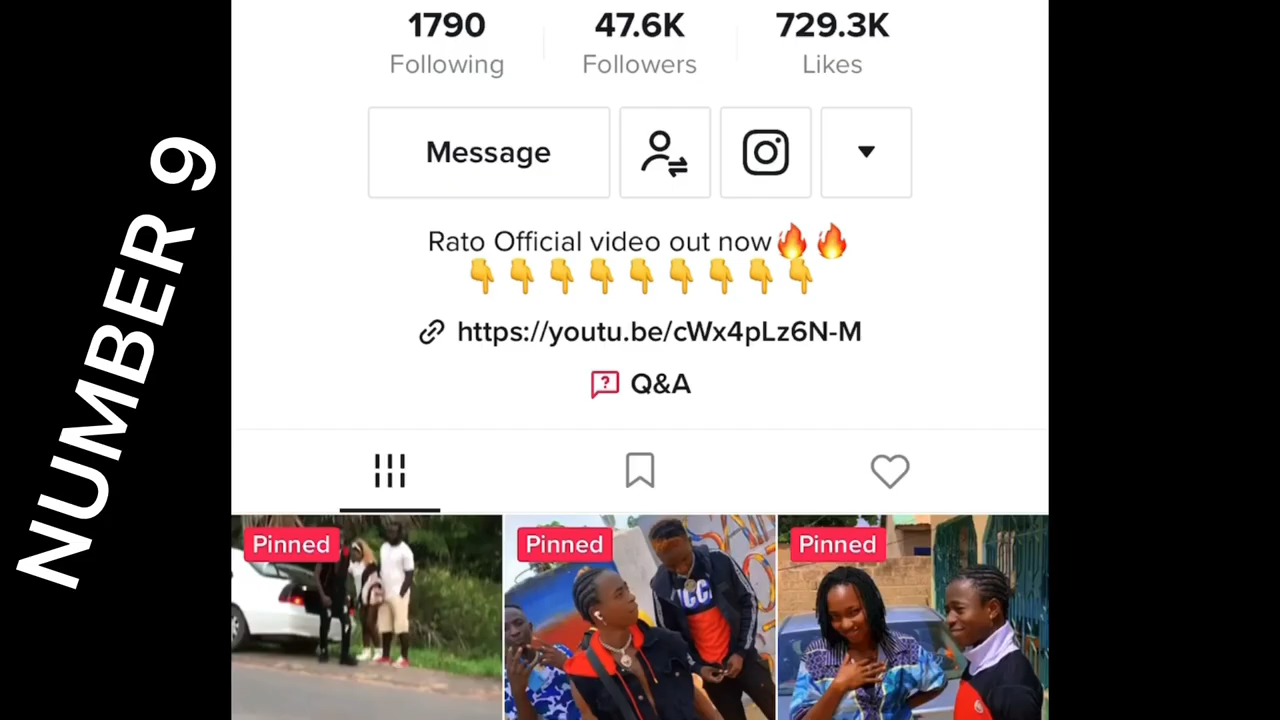 NUMBER 9
1790 47.6K 729.3K
Following Followers Likes
Message
Rato Official video out now🔥🔥
👇👇👇👇👇👇👇👇👇
https://youtu.be/cWx4pLz6N-M
Q&A
Pinned Pinned Pinned